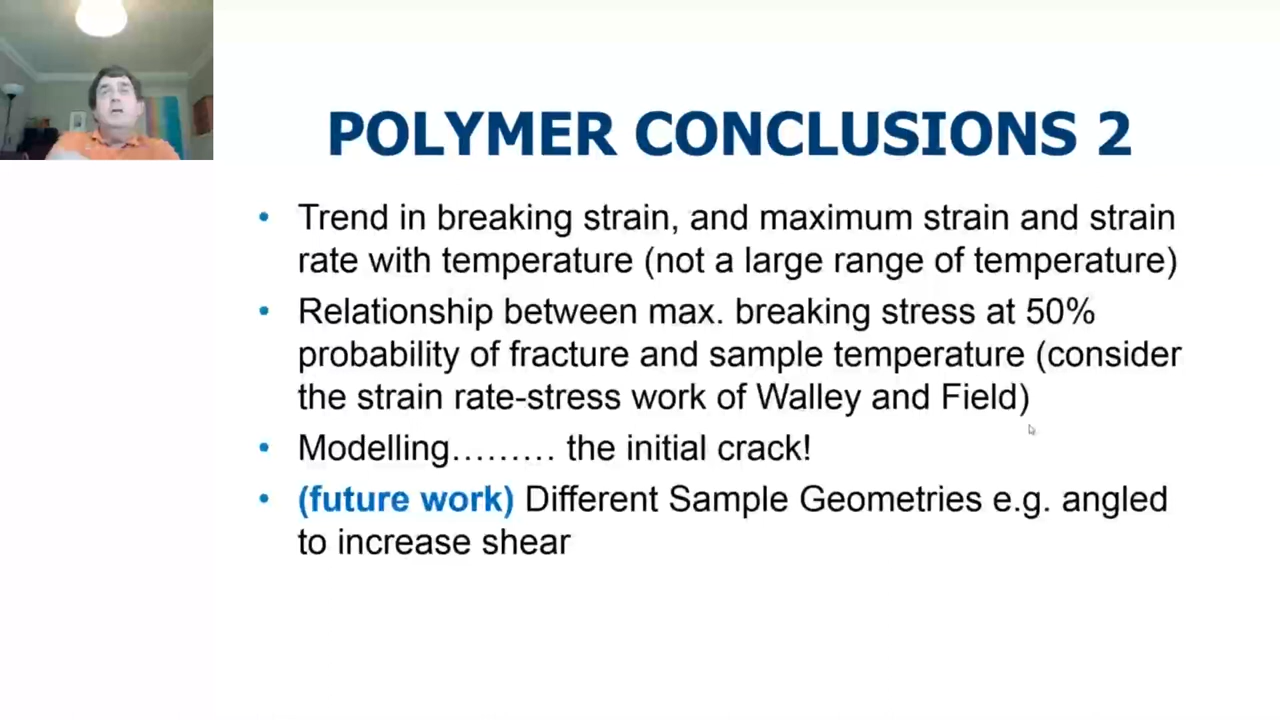 POLYMER CONCLUSIONS 2
• Trend in breaking strain, and maximum strain and strain
rate with temperature (not a large range of temperature)
• Relationship between max. breaking stress at 50%
probability of fracture and sample temperature (consider
the strain rate-stress work of Walley and Field)
• Modelling……… the initial crack!
• (future work) Different Sample Geometries e.g. angled
to increase shear